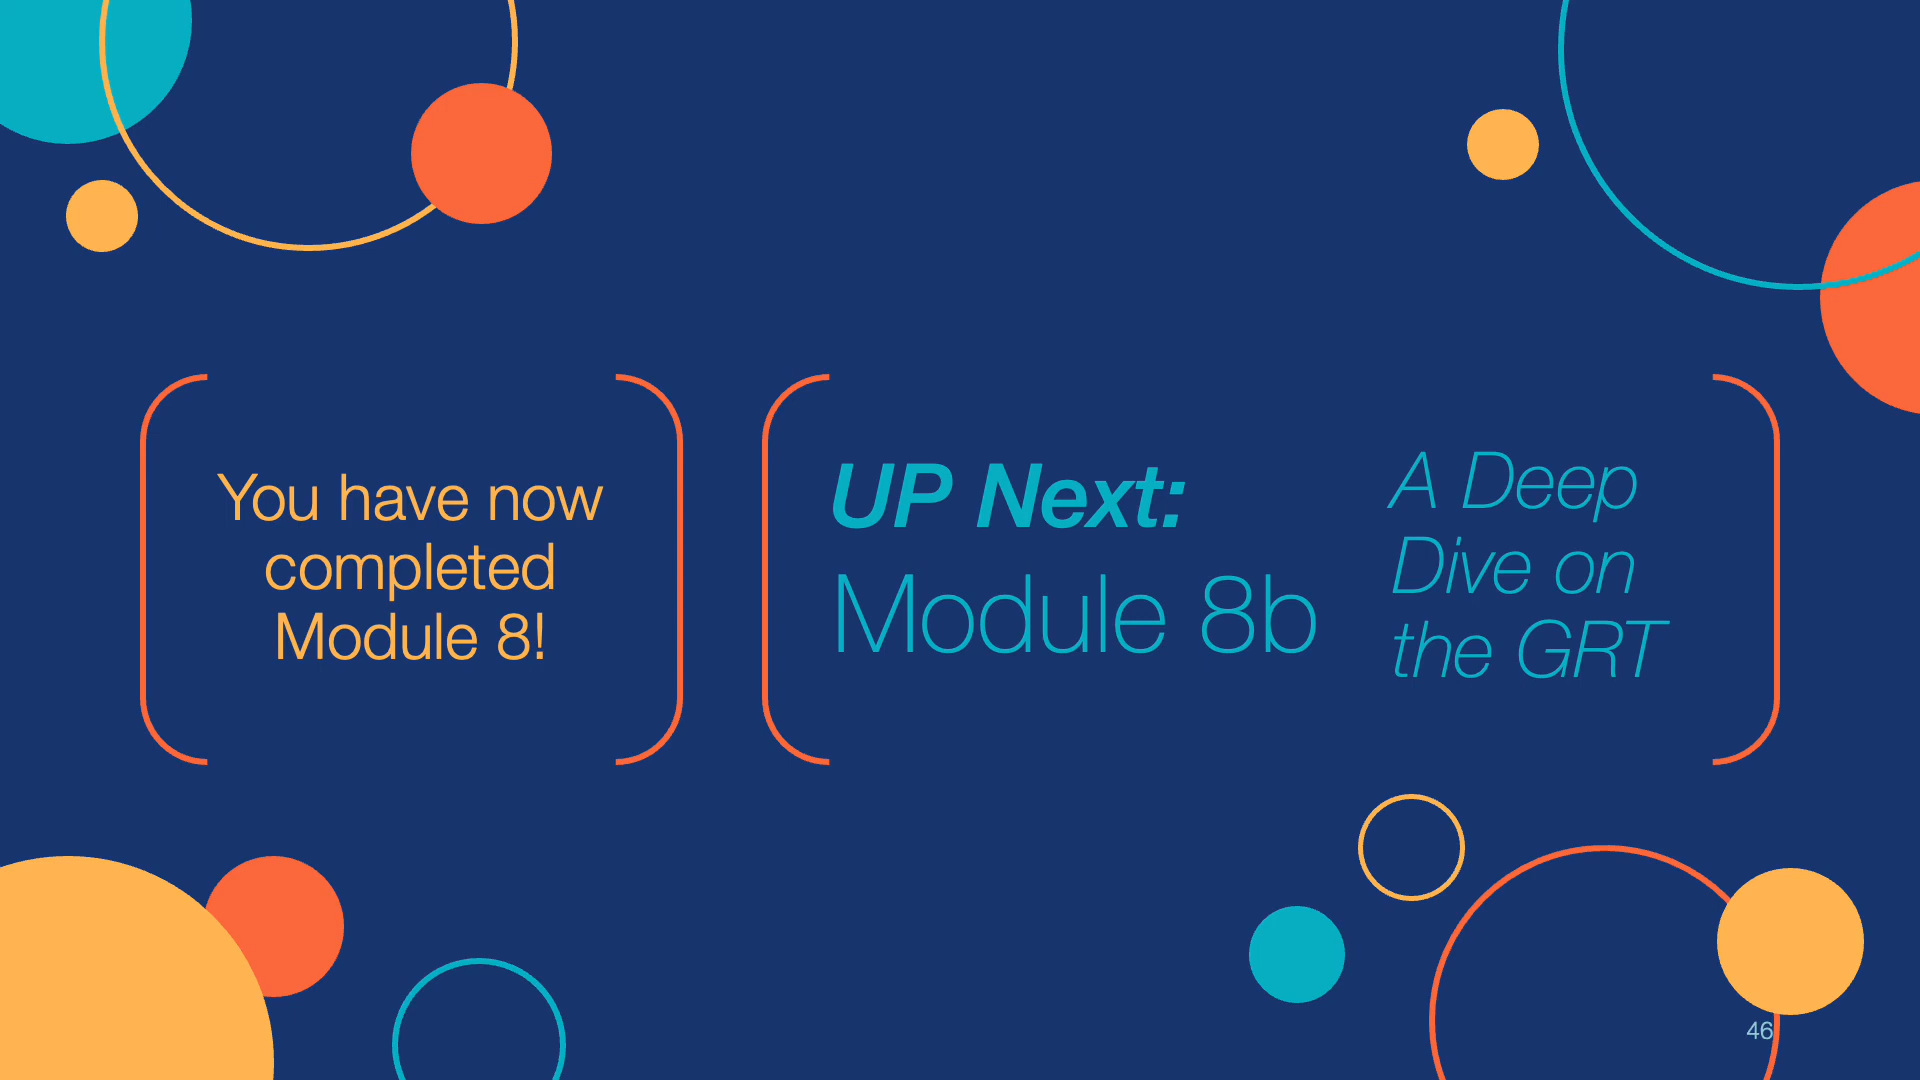 You have now
completed
Module 8!
UP Next:
Module 8b
A Deep
Dive on
the GRT
46